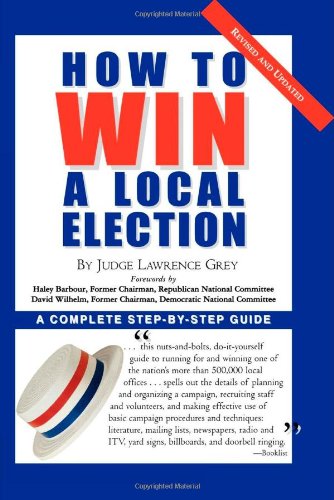 Copyrighted Material
REVISED AND UPDATED
HOW TO
WIN
A LOCAL
ELECTION
BY JUDGE LAWRENCE GREY
Forewords by
Haley Barbour, Former Chairman, Republican National Committee
David Wilhelm, Former Chairman, Democratic National Committee
A COMPLETE STEP-BY-STEP GUIDE
“. . . this nuts-and-bolts, do-it-yourself
guide to running for and winning one of
the nation's more than 500,000 local
offices . . . spells out the details of planning
and organizing a campaign, recruiting staff
and volunteers, and making effective use of
basic campaign procedures and techniques:
literature, mailing lists, newspapers, radio and
ITV, yard signs, billboards, and doorbell ringing.”
—Booklist
Copyrighted Material